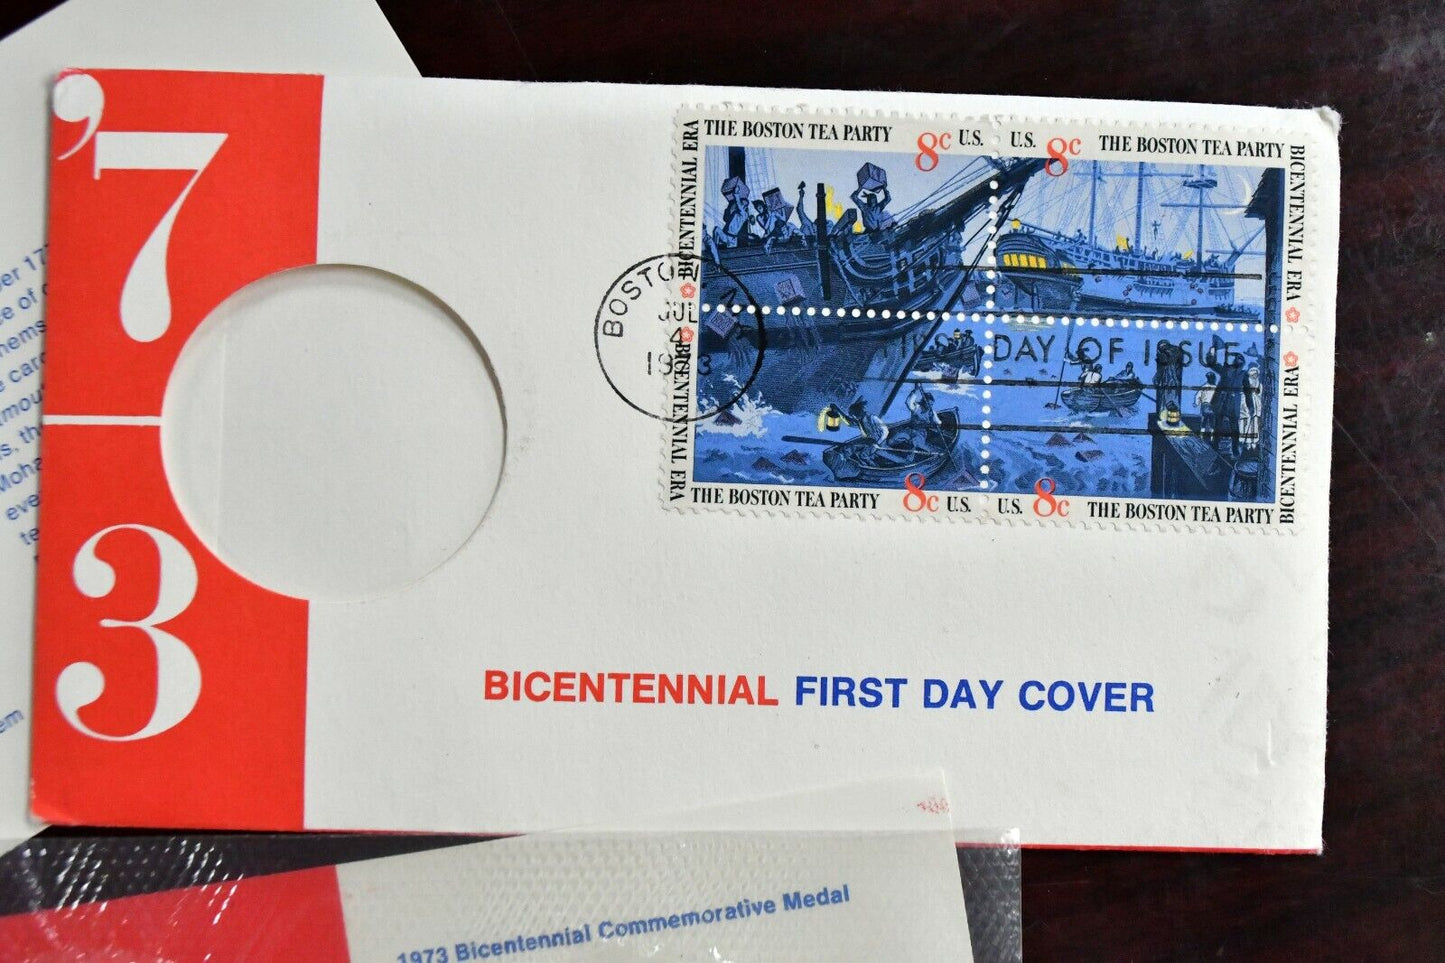 ’7
3
THE BOSTON TEA PARTY 8c U.S.
BICENTENNIAL ERA
U.S. 8c THE BOSTON TEA PARTY
BICENTENNIAL ERA
BOSTON
JUL
4
1973
FIRST DAY OF ISSUE
BICENTENNIAL ERA
THE BOSTON TEA PARTY 8c U.S.
BICENTENNIAL ERA
U.S. 8c THE BOSTON TEA PARTY
BICENTENNIAL FIRST DAY COVER
1973 Bicentennial Commemorative Medal